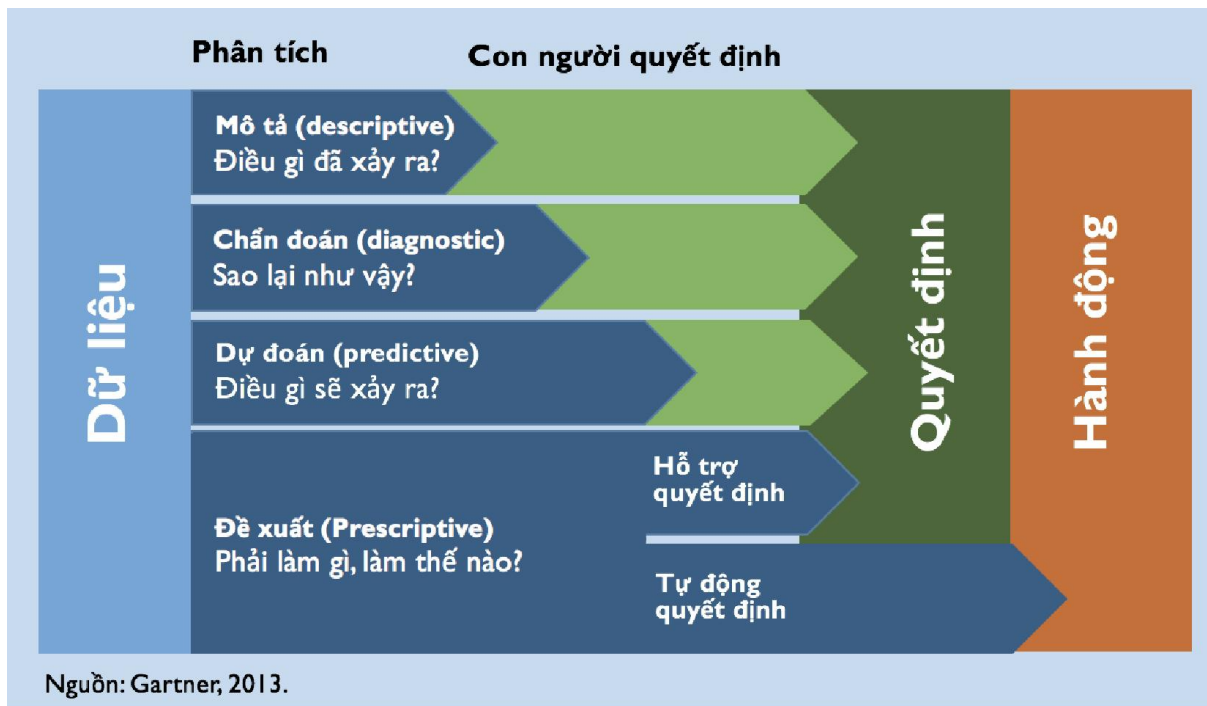 Phân tích
Con người quyết định
Mô tả (descriptive)
Điều gì đã xảy ra?
Chẩn đoán (diagnostic)
Sao lại như vậy?
Dự đoán (predictive)
Điều gì sẽ xảy ra?
Đề xuất (Prescriptive)
Phải làm gì, làm thế nào?
Hỗ trợ
quyết định
Tự động
quyết định
Dữ liệu
Quyết định
Hành động
Nguồn: Gartner, 2013.